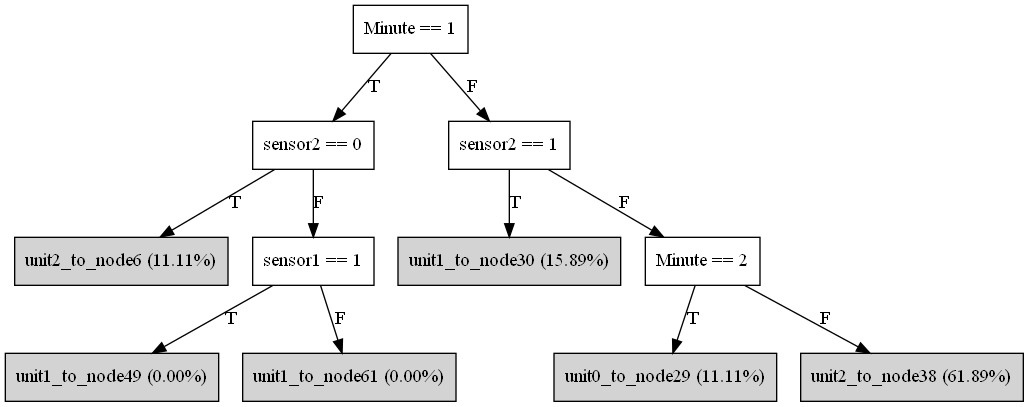 Minute == 1
T
F
sensor2 == 0
sensor2 == 1
T
F
T
F
unit2_to_node6 (11.11%)
sensor1 == 1
unit1_to_node30 (15.89%)
Minute == 2
T
F
T
F
unit1_to_node49 (0.00%)
unit1_to_node61 (0.00%)
unit0_to_node29 (11.11%)
unit2_to_node38 (61.89%)